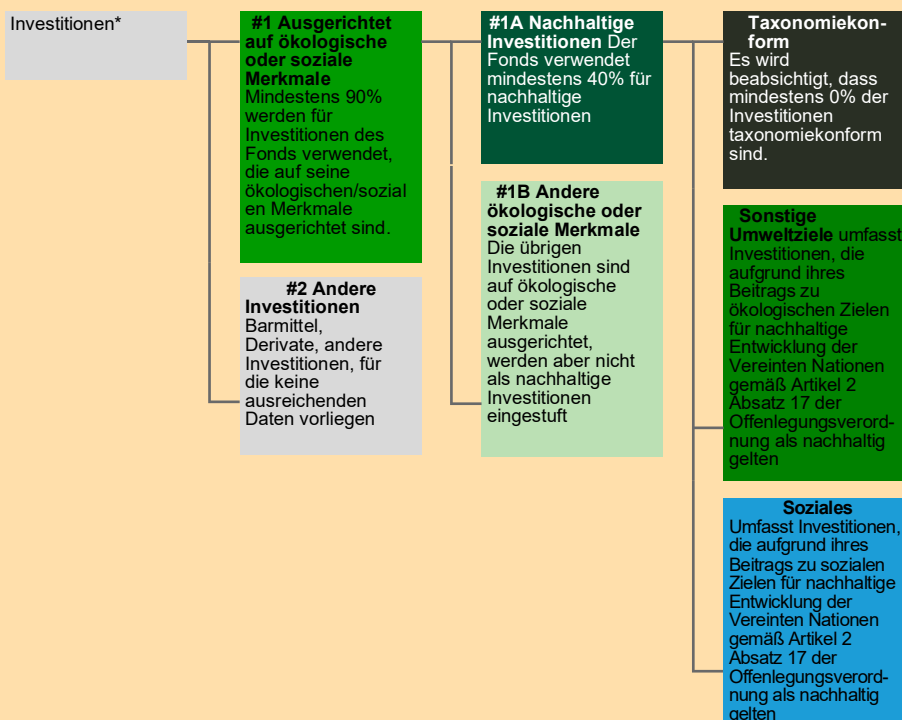 Investitionen*
#1 Ausgerichtet
auf ökologische
oder soziale
Merkmale
Mindestens 90%
werden für
Investitionen des
Fonds verwendet,
die auf seine
ökologischen/sozial
en Merkmale
ausgerichtet sind.
#2 Andere
Investitionen
Barmittel,
Derivate, andere
Investitionen, für
die keine
ausreichenden
Daten vorliegen
#1A Nachhaltige
Investitionen Der
Fonds verwendet
mindestens 40% für
nachhaltige
Investitionen
#1B Andere
ökologische oder
soziale Merkmale
Die übrigen
Investitionen sind
auf ökologische
oder soziale
Merkmale
ausgerichtet,
werden aber nicht
als nachhaltige
Investitionen
eingestuft
Taxonomiekon-
form
Es wird
beabsichtigt, dass
mindestens 0% der
Investitionen
taxonomiekonform
sind.
Sonstige
Umweltziele umfasst
Investitionen, die
aufgrund ihres
Beitrags zu
ökologischen Zielen
für nachhaltige
Entwicklung der
Vereinten Nationen
gemäß Artikel 2
Absatz 17 der
Offenlegungsverord-
nung als nachhaltig
gelten
Soziales
Umfasst Investitionen,
die aufgrund ihres
Beitrags zu sozialen
Zielen für nachhaltige
Entwicklung der
Vereinten Nationen
gemäß Artikel 2
Absatz 17 der
Offenlegungsverord-
nung als nachhaltig
gelten